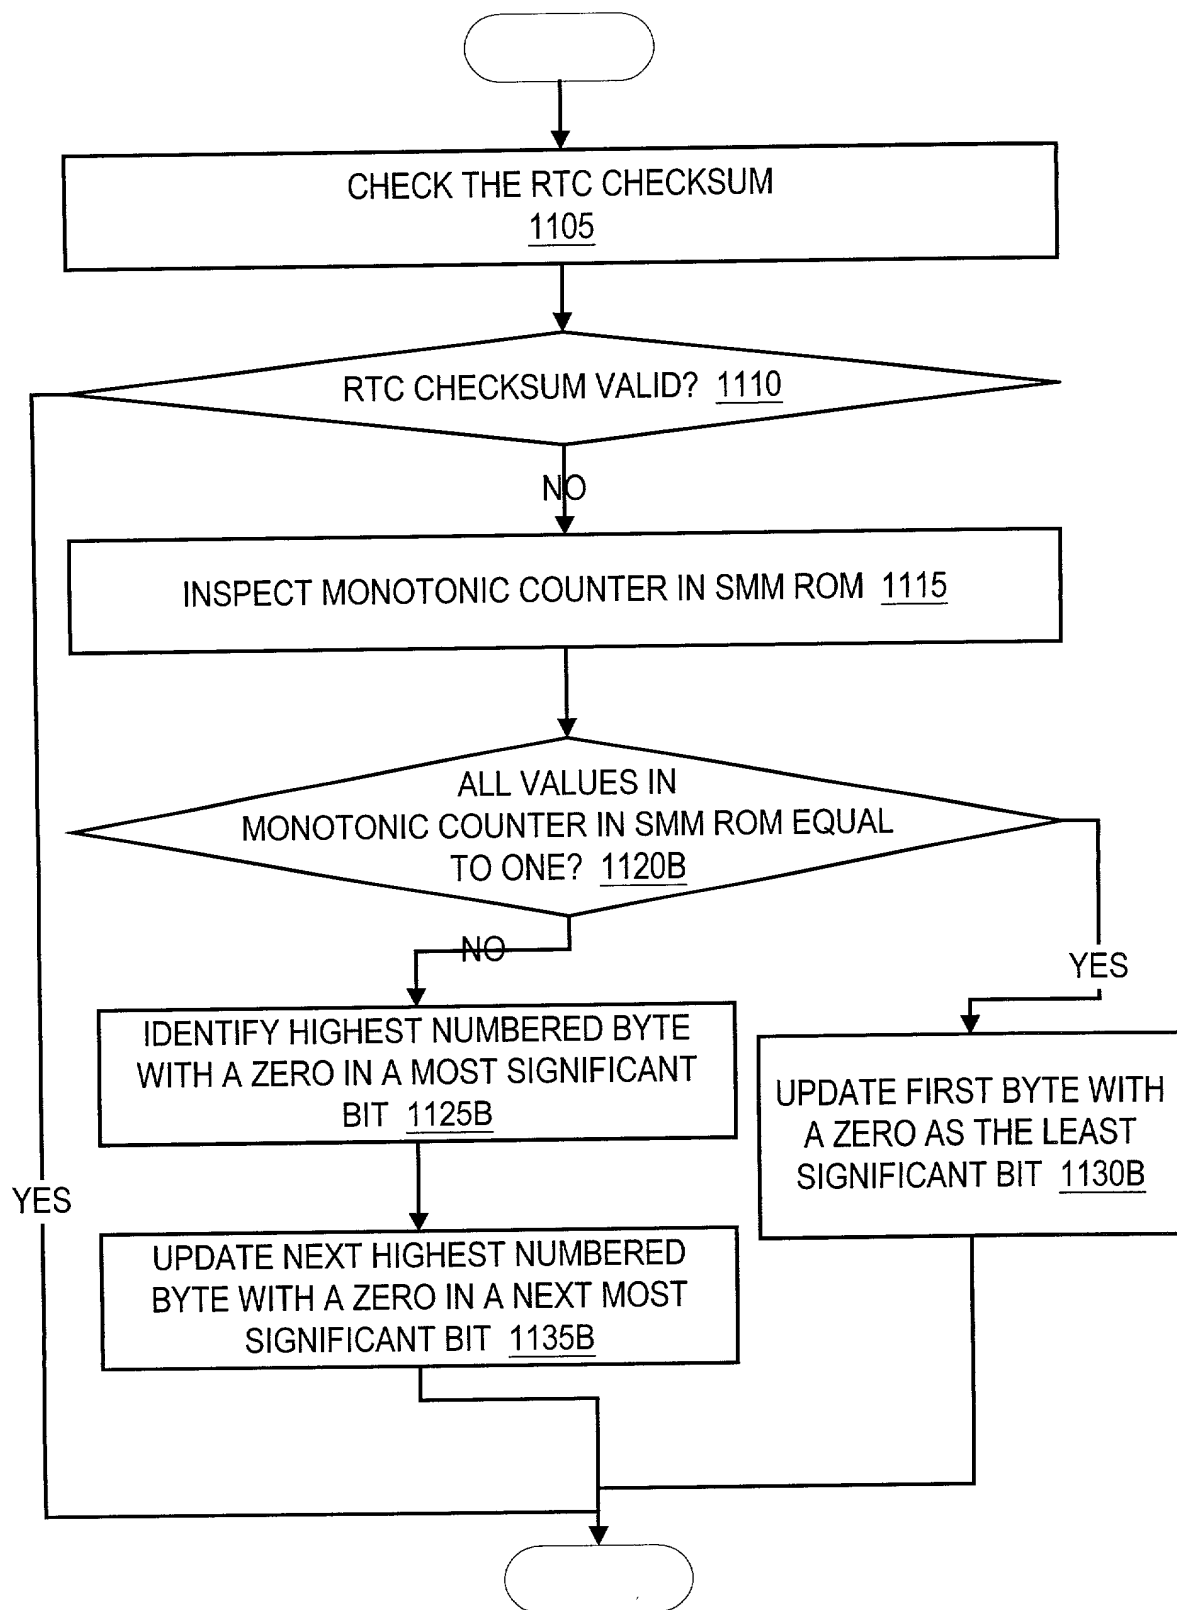 CHECK THE RTC CHECKSUM
1105
RTC CHECKSUM VALID? 1110
NO
INSPECT MONOTONIC COUNTER IN SMM ROM 1115
ALL VALUES IN
MONOTONIC COUNTER IN SMM ROM EQUAL
TO ONE? 1120B
NO
YES
IDENTIFY HIGHEST NUMBERED BYTE
WITH A ZERO IN A MOST SIGNIFICANT
BIT 1125B
UPDATE FIRST BYTE WITH
A ZERO AS THE LEAST
SIGNIFICANT BIT 1130B
YES
UPDATE NEXT HIGHEST NUMBERED
BYTE WITH A ZERO IN A NEXT MOST
SIGNIFICANT BIT 1135B